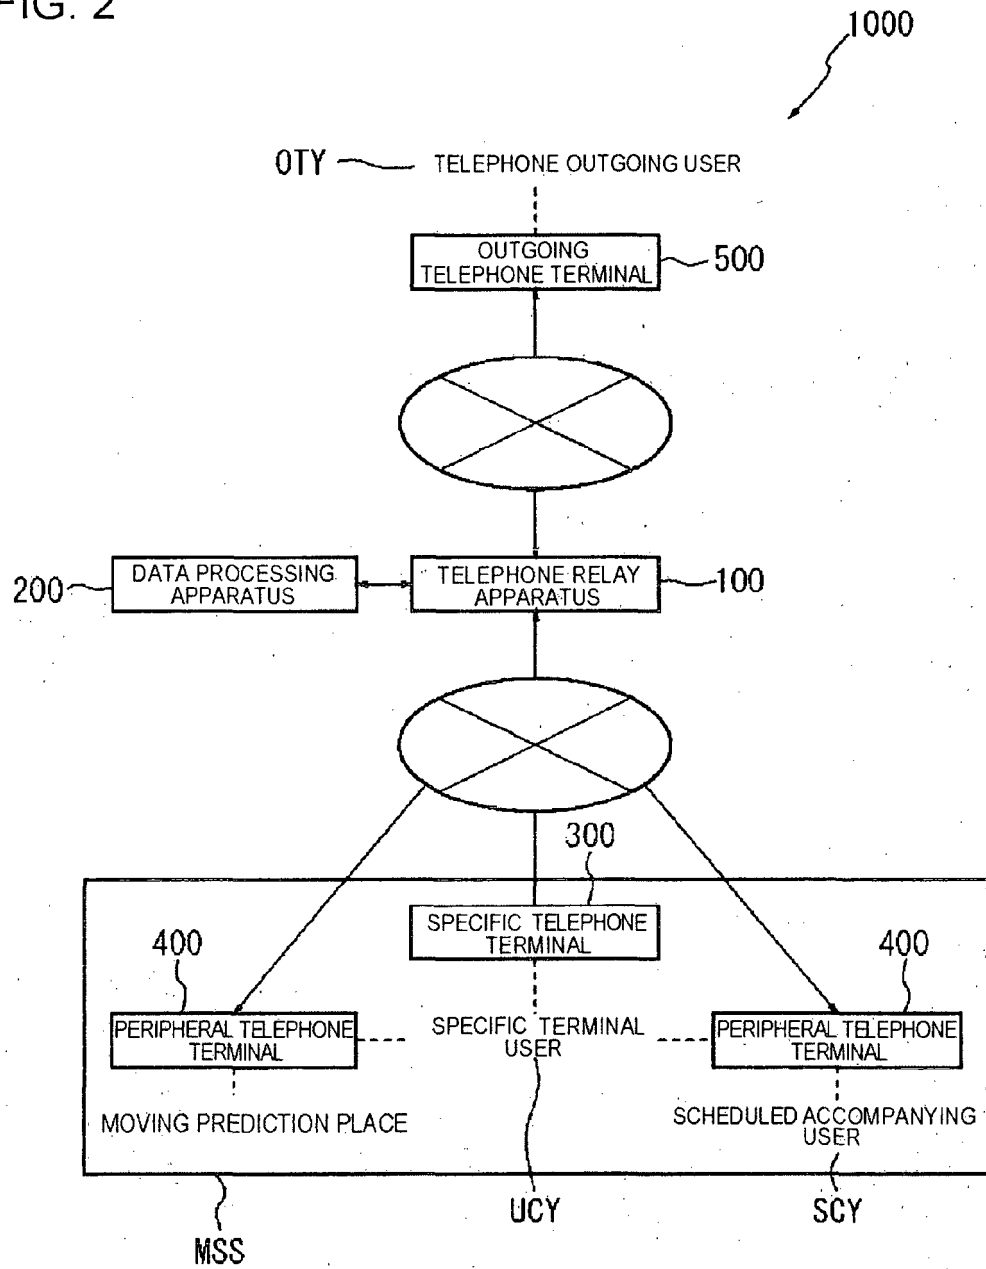 FIG. 2
1000
OTY
TELEPHONE OUTGOING USER
OUTGOING
TELEPHONE TERMINAL
500
200
DATA PROCESSING
APPARATUS
TELEPHONE RELAY
APPARATUS
100
300
SPECIFIC TELEPHONE
TERMINAL
400
400
PERIPHERAL TELEPHONE
TERMINAL
SPECIFIC TERMINAL
USER
PERIPHERAL TELEPHONE
TERMINAL
MOVING PREDICTION PLACE
SCHEDULED ACCOMPANYING
USER
MSS
UCY
SCY